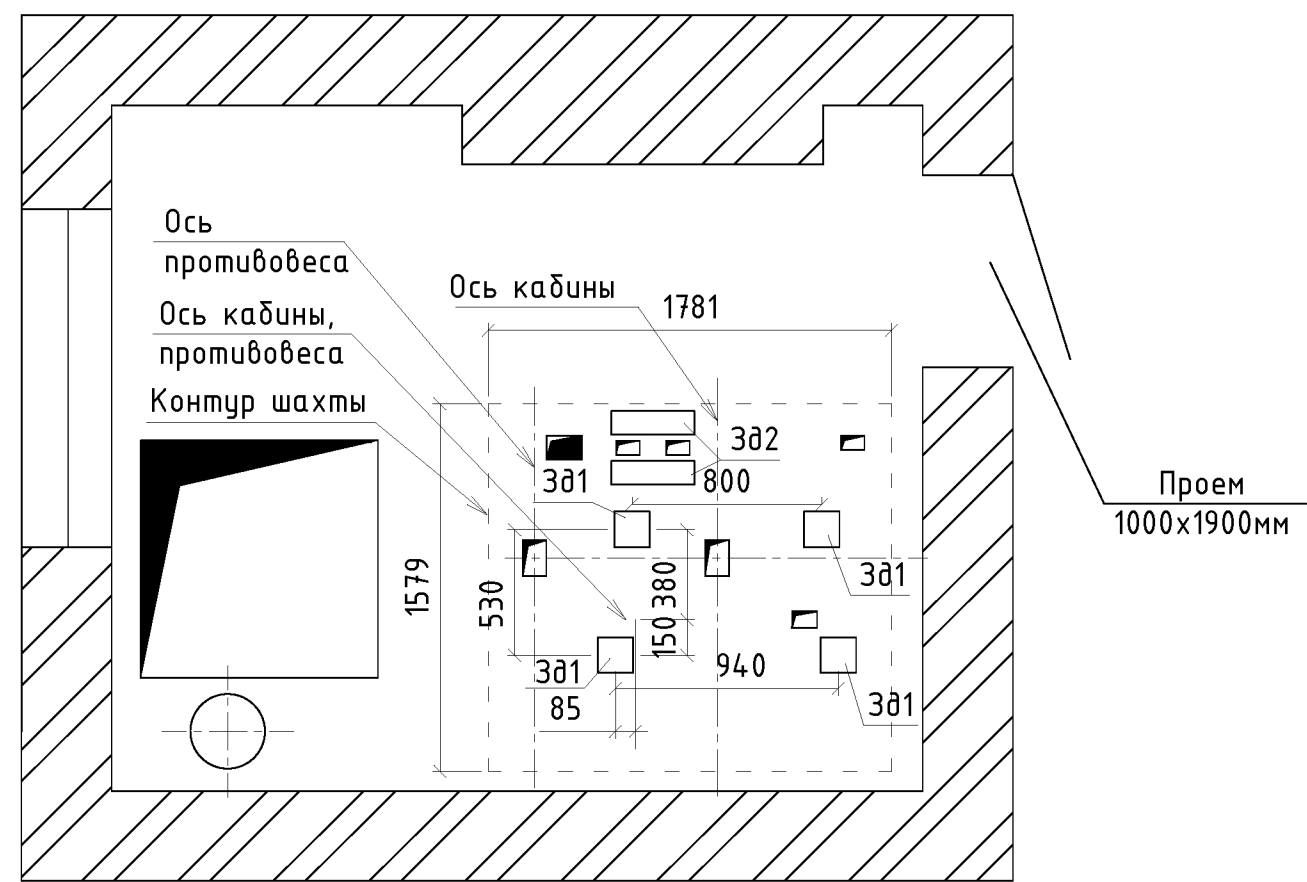 Ось
противовеса
Ось кабины
1781
Ось кабины,
противовеса
Контур шахты
Зд2
Зд1
800
Проем
1000х1900мм
1579
530
380
Зд1
150
Зд1
940
85
Зд1